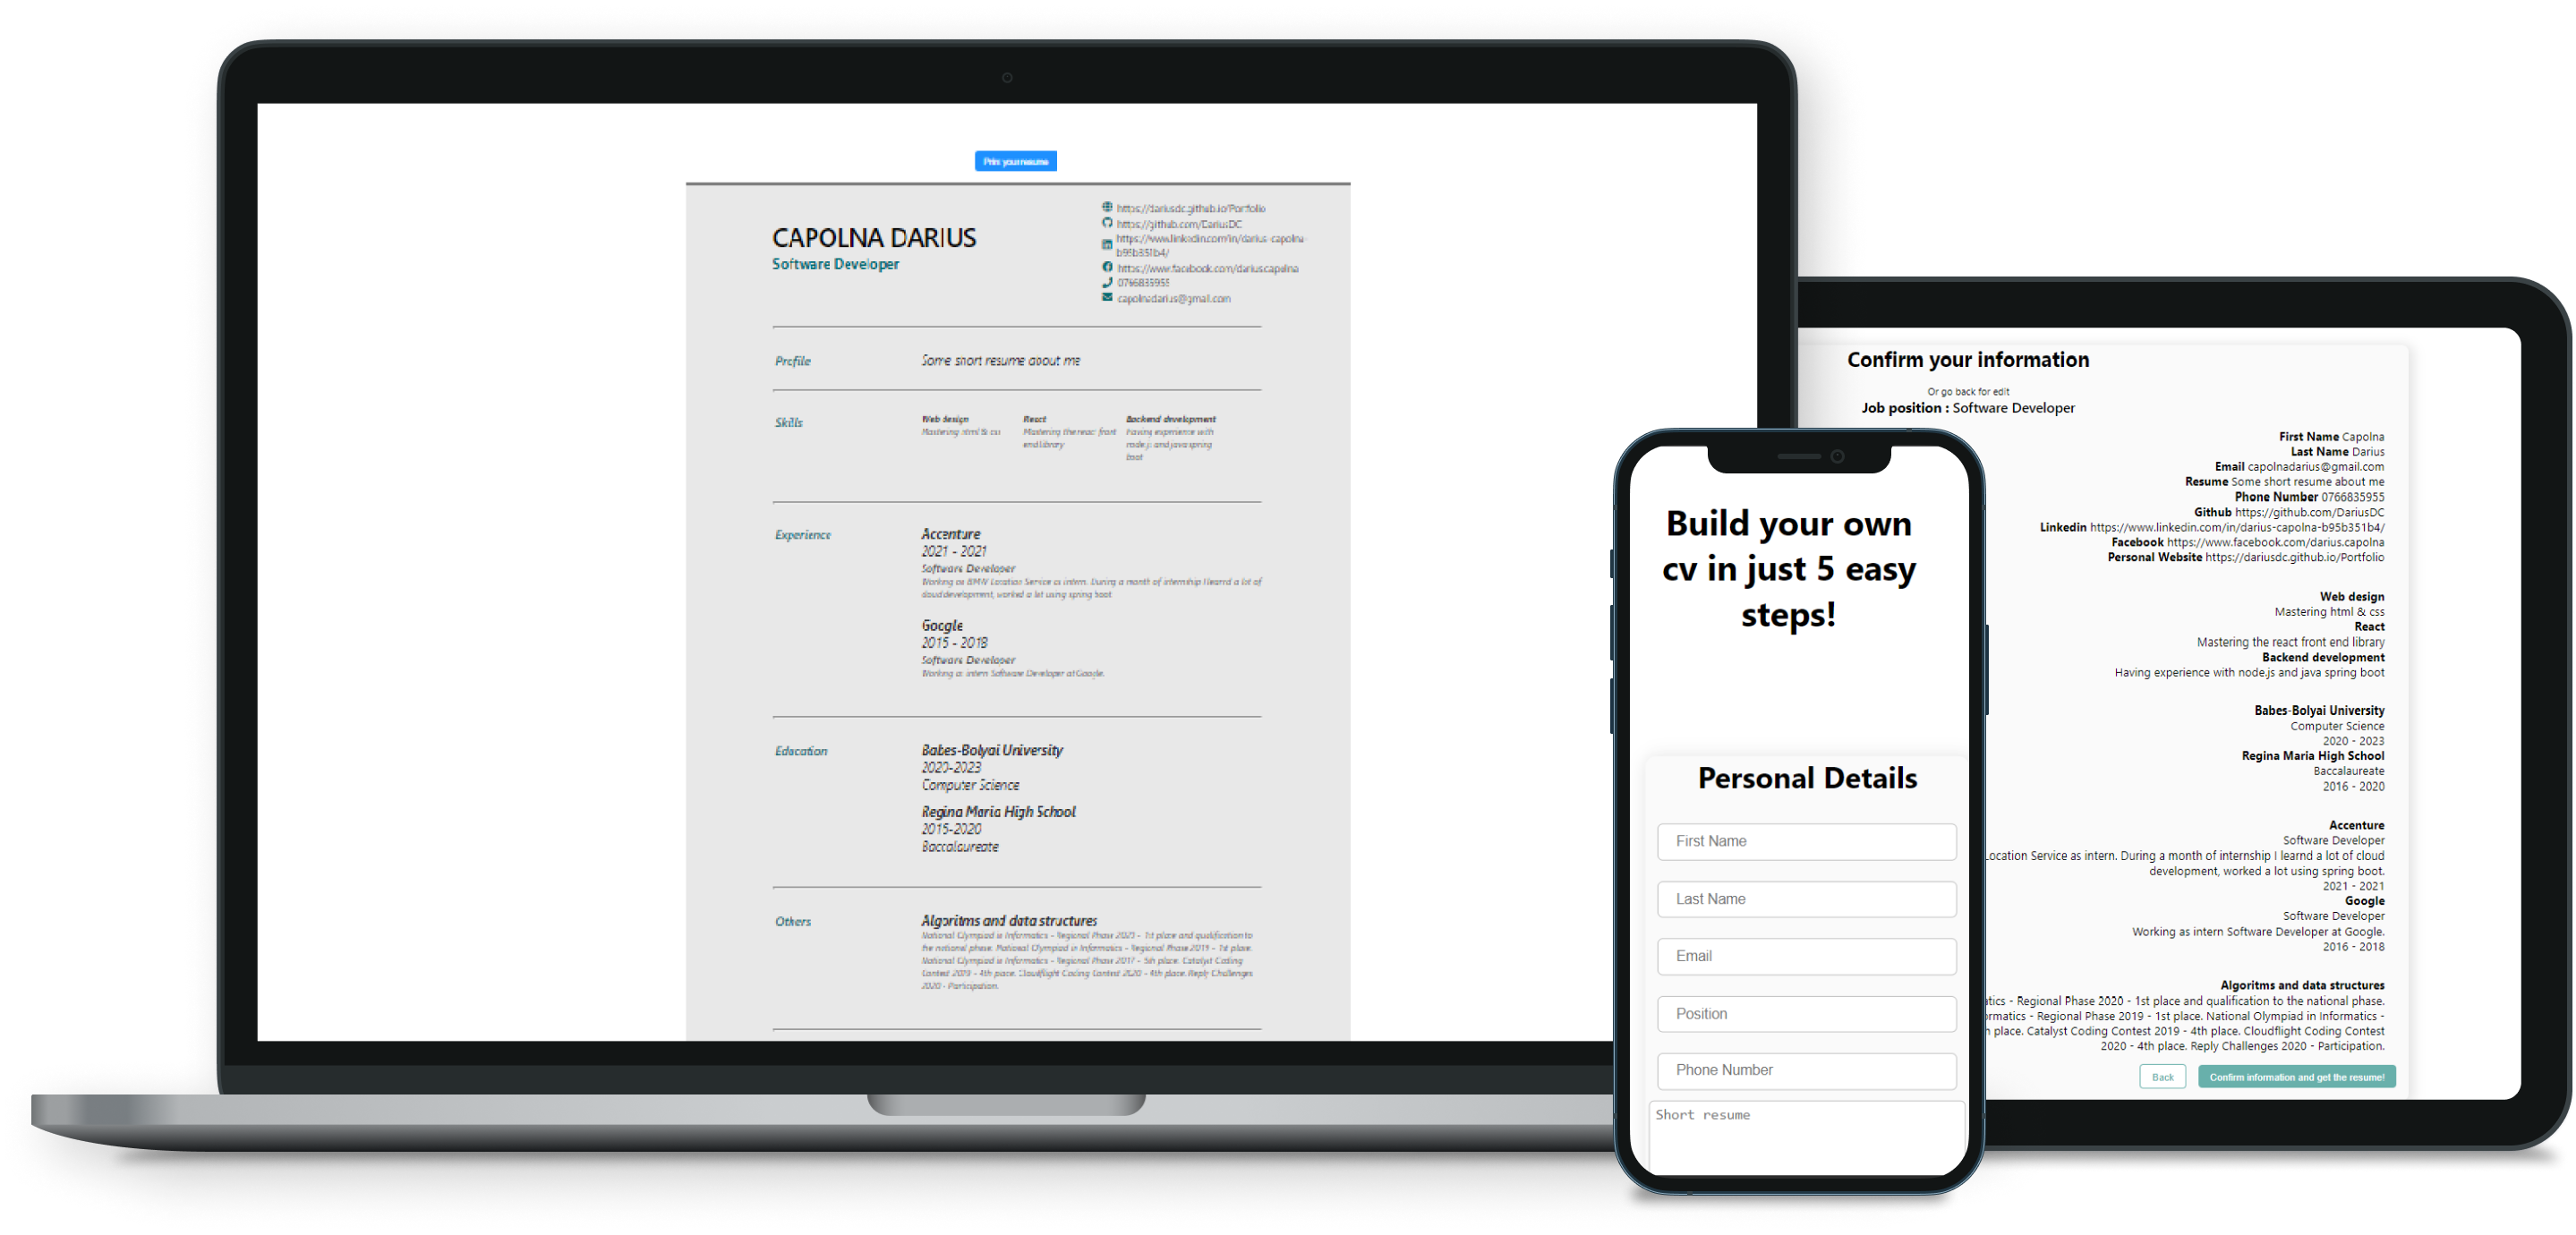 Print your resume
CAPOLNA DARIUS
Software Developer
https://dariusdc.github.io/Portfolio
https://github.com/DariusDC
https://www.linkedin.com/in/darius-capolna-
b95b351b4/
https://www.facebook.com/darius.capolna
0766835955
capolnadarius@gmail.com
Profile
Some short resume about me
Skills
Web design
Mastering html & css
React
Mastering the react front
end library
Backend development
Having experience with
node.js and java spring
boot
Experience
Accenture
2021 - 2021
Software Developer
Working on BMW Location Service as intern. During a month of internship I learnd a lot of
cloud development, worked a lot using spring boot
Google
2016 - 2018
Software Developer
Working as intern Software Developer at Google.
Education
Babes-Bolyai University
2020-2023
Computer Science
Regina Maria High School
2016-2020
Baccalaureate
Others
Algoritms and data structures
National Olympiad in Informatics - Regional Phase 2020 - 1st place and qualification to
the national phase. National Olympiad in Informatics - Regional Phase 2019 - 1st place.
National Olympiad in Informatics - Regional Phase 2017 - 5th place. Catalyst Coding
Contest 2019 - 4th place. Cloudflight Coding Contest 2020 - 4th place. Reply Challenges
2020 - Participation.
Build your own
cv in just 5 easy
steps!
Personal Details
First Name
Last Name
Email
Position
Phone Number
Short resume
Confirm your information
Or go back for edit
Job position : Software Developer
First Name Capolna
Last Name Darius
Email capolnadarius@gmail.com
Resume Some short resume about me
Phone Number 0766835955
Github https://github.com/DariusDC
Linkedin https://www.linkedin.com/in/darius-capolna-b95b351b4/
Facebook https://www.facebook.com/darius.capolna
Personal Website https://dariusdc.github.io/Portfolio
Web design
Mastering html & css
React
Mastering the react front end library
Backend development
Having experience with node.js and java spring boot
Babes-Bolyai University
Computer Science
2020 - 2023
Regina Maria High School
Baccalaureate
2016 - 2020
Accenture
Software Developer
Location Service as intern. During a month of internship I learnd a lot of cloud
development, worked a lot using spring boot.
2021 - 2021
Google
Software Developer
Working as intern Software Developer at Google.
2016 - 2018
Algoritms and data structures
- Regional Phase 2020 - 1st place and qualification to the national phase.
- Regional Phase 2019 - 1st place. National Olympiad in Informatics -
place. Catalyst Coding Contest 2019 - 4th place. Cloudflight Coding Contest
2020 - 4th place. Reply Challenges 2020 - Participation.
Back
Confirm information and get the resume!